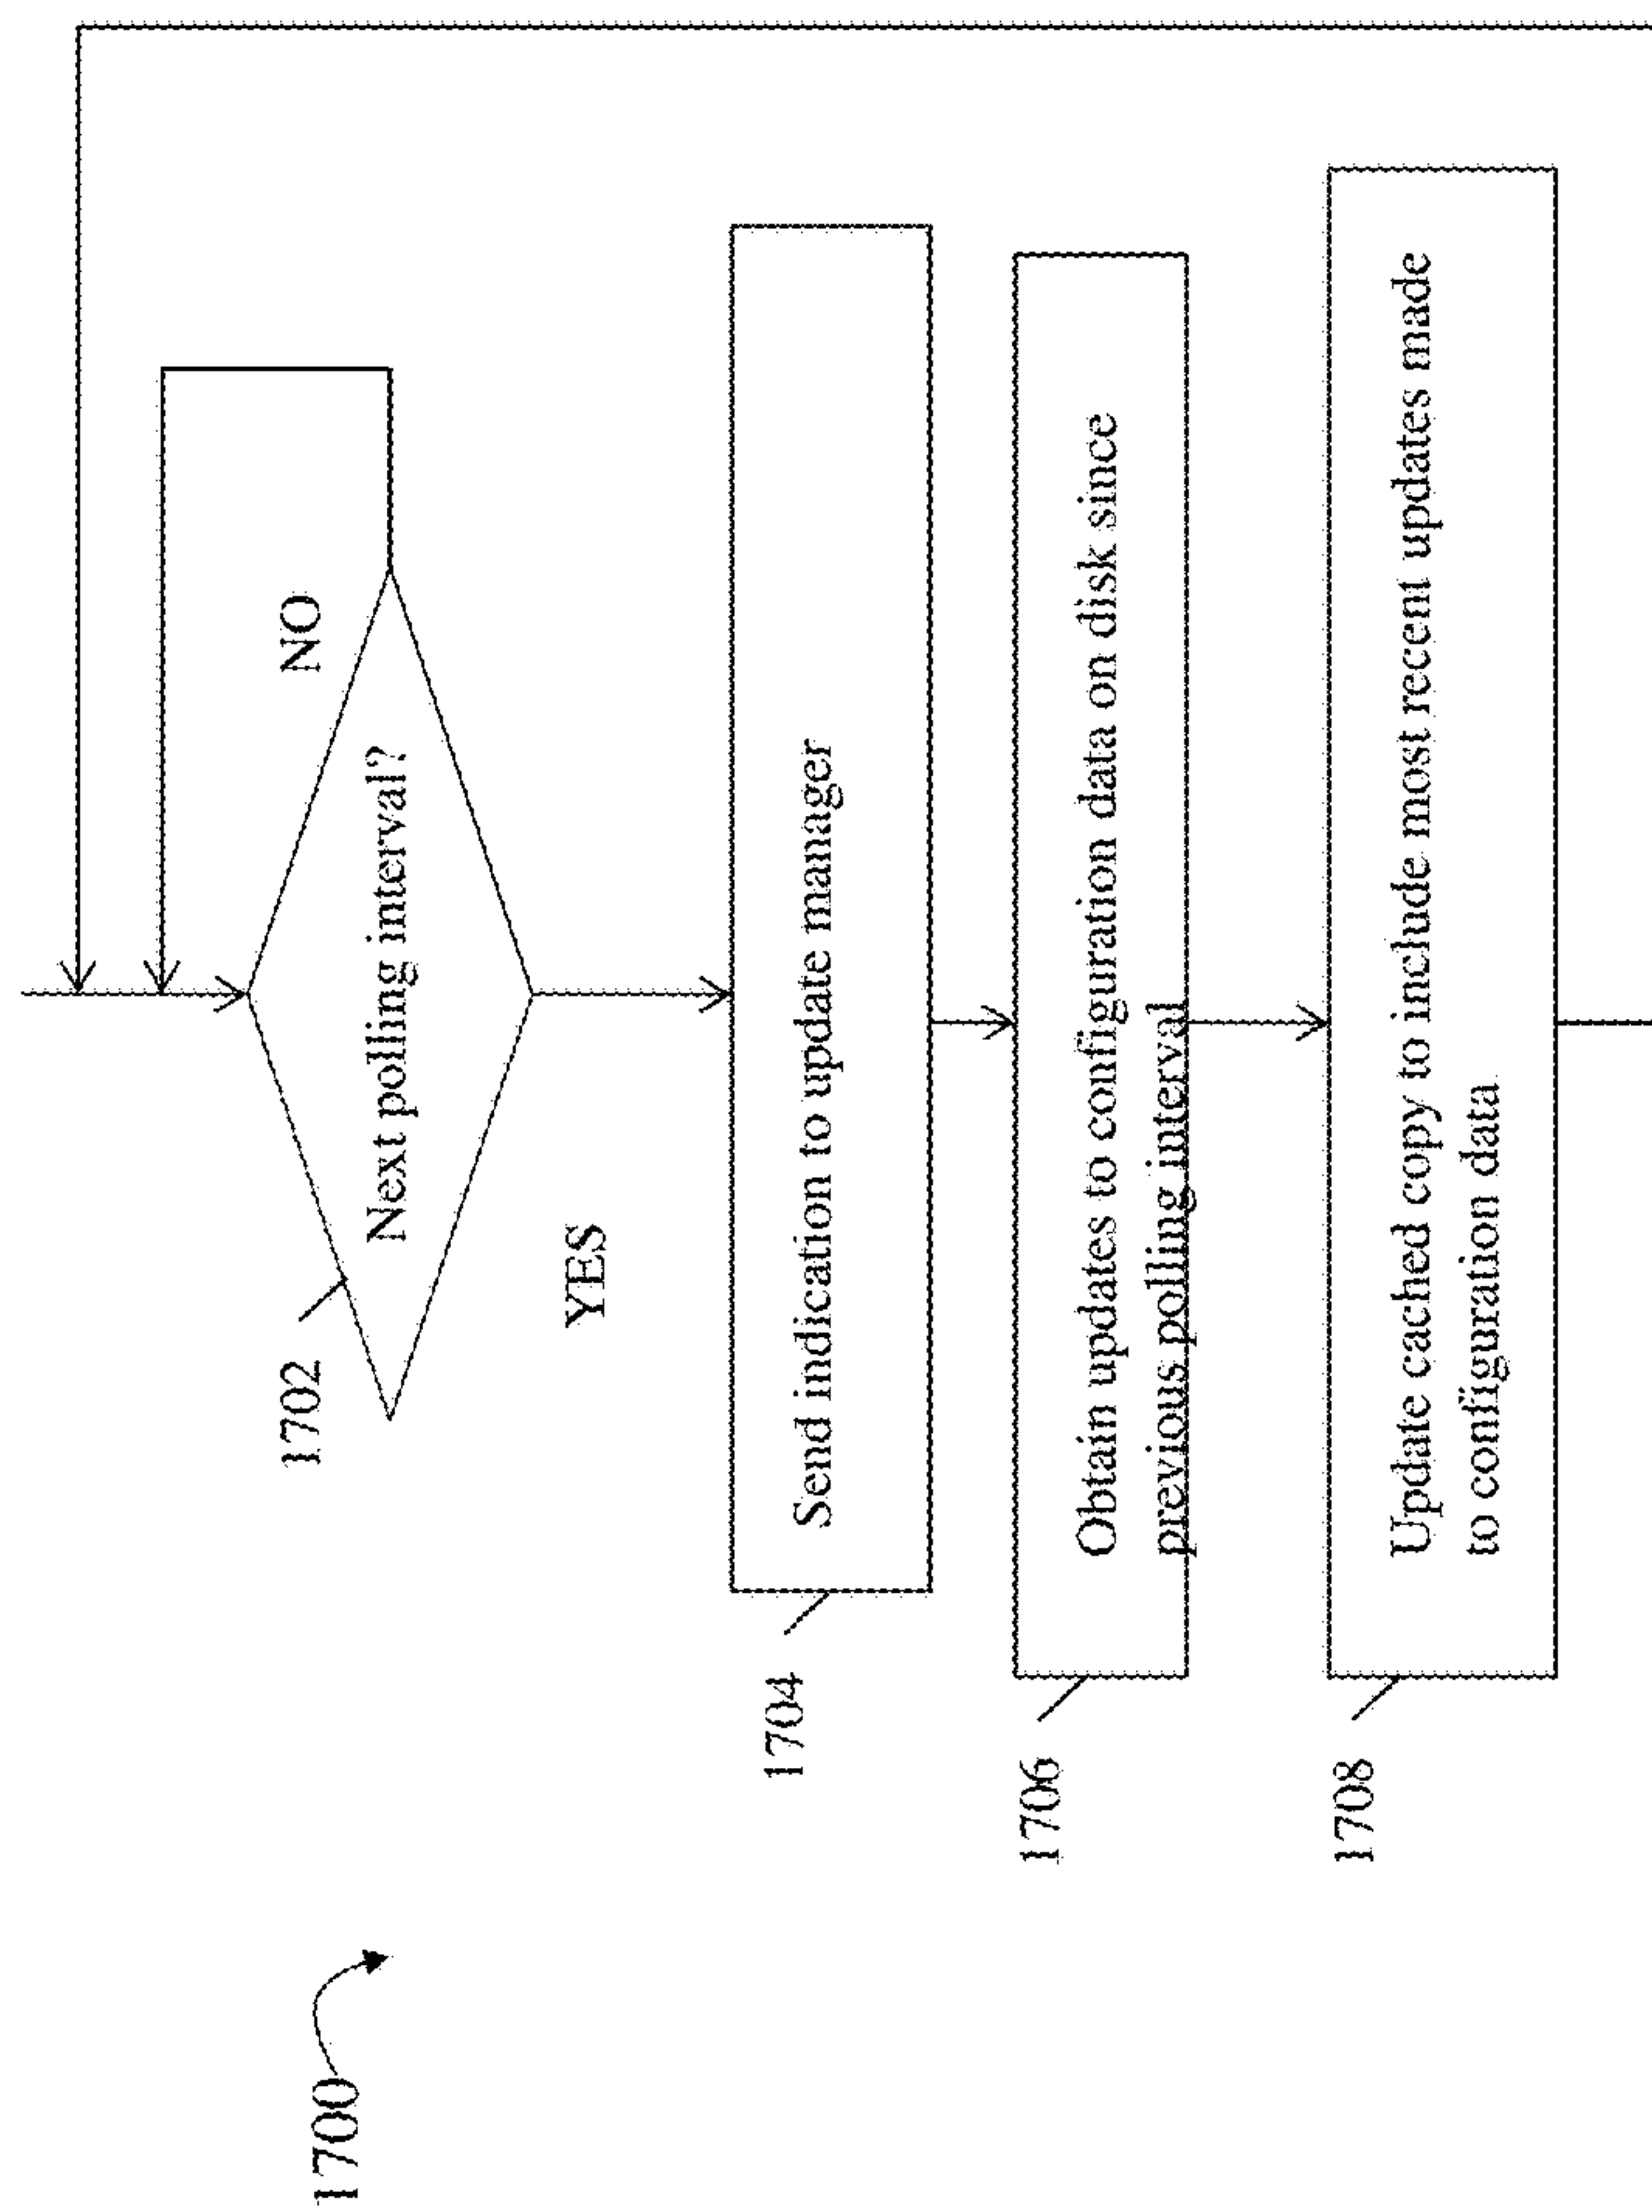 1700
1702
Next polling interval?
NO
YES
1704
Send indication to update manager
1706
Obtain updates to configuration data on disk since
previous polling interval
1708
Update cached copy to include most recent updates made
to configuration data